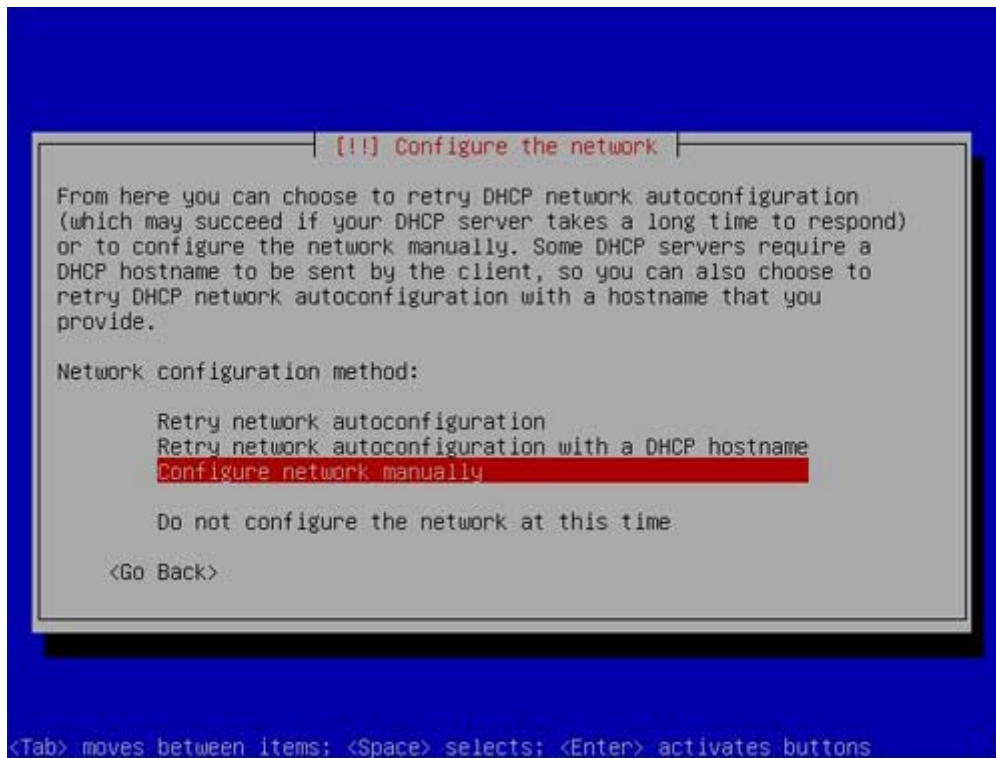 [!!] Configure the network
From here you can choose to retry DHCP network autoconfiguration
(which may succeed if your DHCP server takes a long time to respond)
or to configure the network manually. Some DHCP servers require a
DHCP hostname to be sent by the client, so you can also choose to
retry DHCP network autoconfiguration with a hostname that you
provide.
Network configuration method:
Retry network autoconfiguration
Retry network autoconfiguration with a DHCP hostname
Configure network manually
Do not configure the network at this time
<Go Back>
<Tab> moves between items; <Space> selects; <Enter> activates buttons